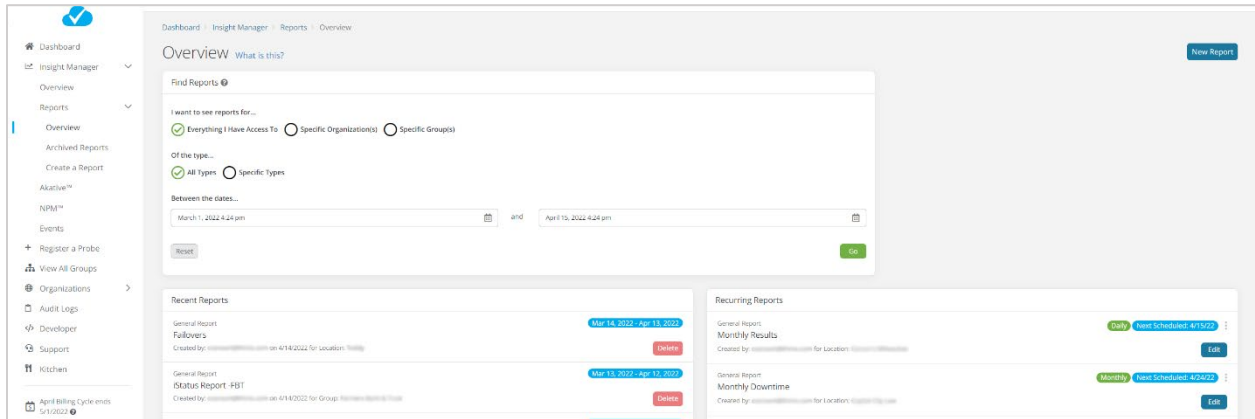 Dashboard
Insight Manager
Overview
Reports
Overview
Archived Reports
Create a Report
Akative™
NPM™
Events
Register a Probe
View All Groups
Organizations
Audit Logs
Developer
Support
Kitchen
April Billing Cycle ends
5/1/2022
Dashboard Insight Manager Reports Overview
Overview What is this?
New Report
Find Reports
I want to see reports for...
Everything I Have Access To Specific Organization(s) Specific Group(s)
Of the type...
All Types Specific Types
Between the dates...
March 1, 2022 4:24 pm and April 15, 2022 4:24 pm
Reset Go
Recent Reports
General Report
Failovers
Mar 14, 2022 - Apr 13, 2022
Created by: on 4/14/2022 for Location:
Delete
General Report
iStatus Report -FBT
Mar 13, 2022 - Apr 12, 2022
Created by: on 4/14/2022 for Group:
Delete
Recurring Reports
General Report
Monthly Results
Daily Next Scheduled: 4/15/22
Created by: for Location:
Edit
General Report
Monthly Downtime
Monthly Next Scheduled: 4/24/22
Created by: for Location:
Edit